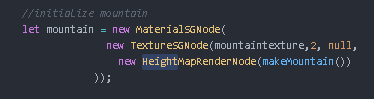 //initialize mountain
let mountain = new MaterialSGNode(
new TextureSGNode(mountaintexture,2, null,
new HeightMapRenderNode(makeMountain())
));